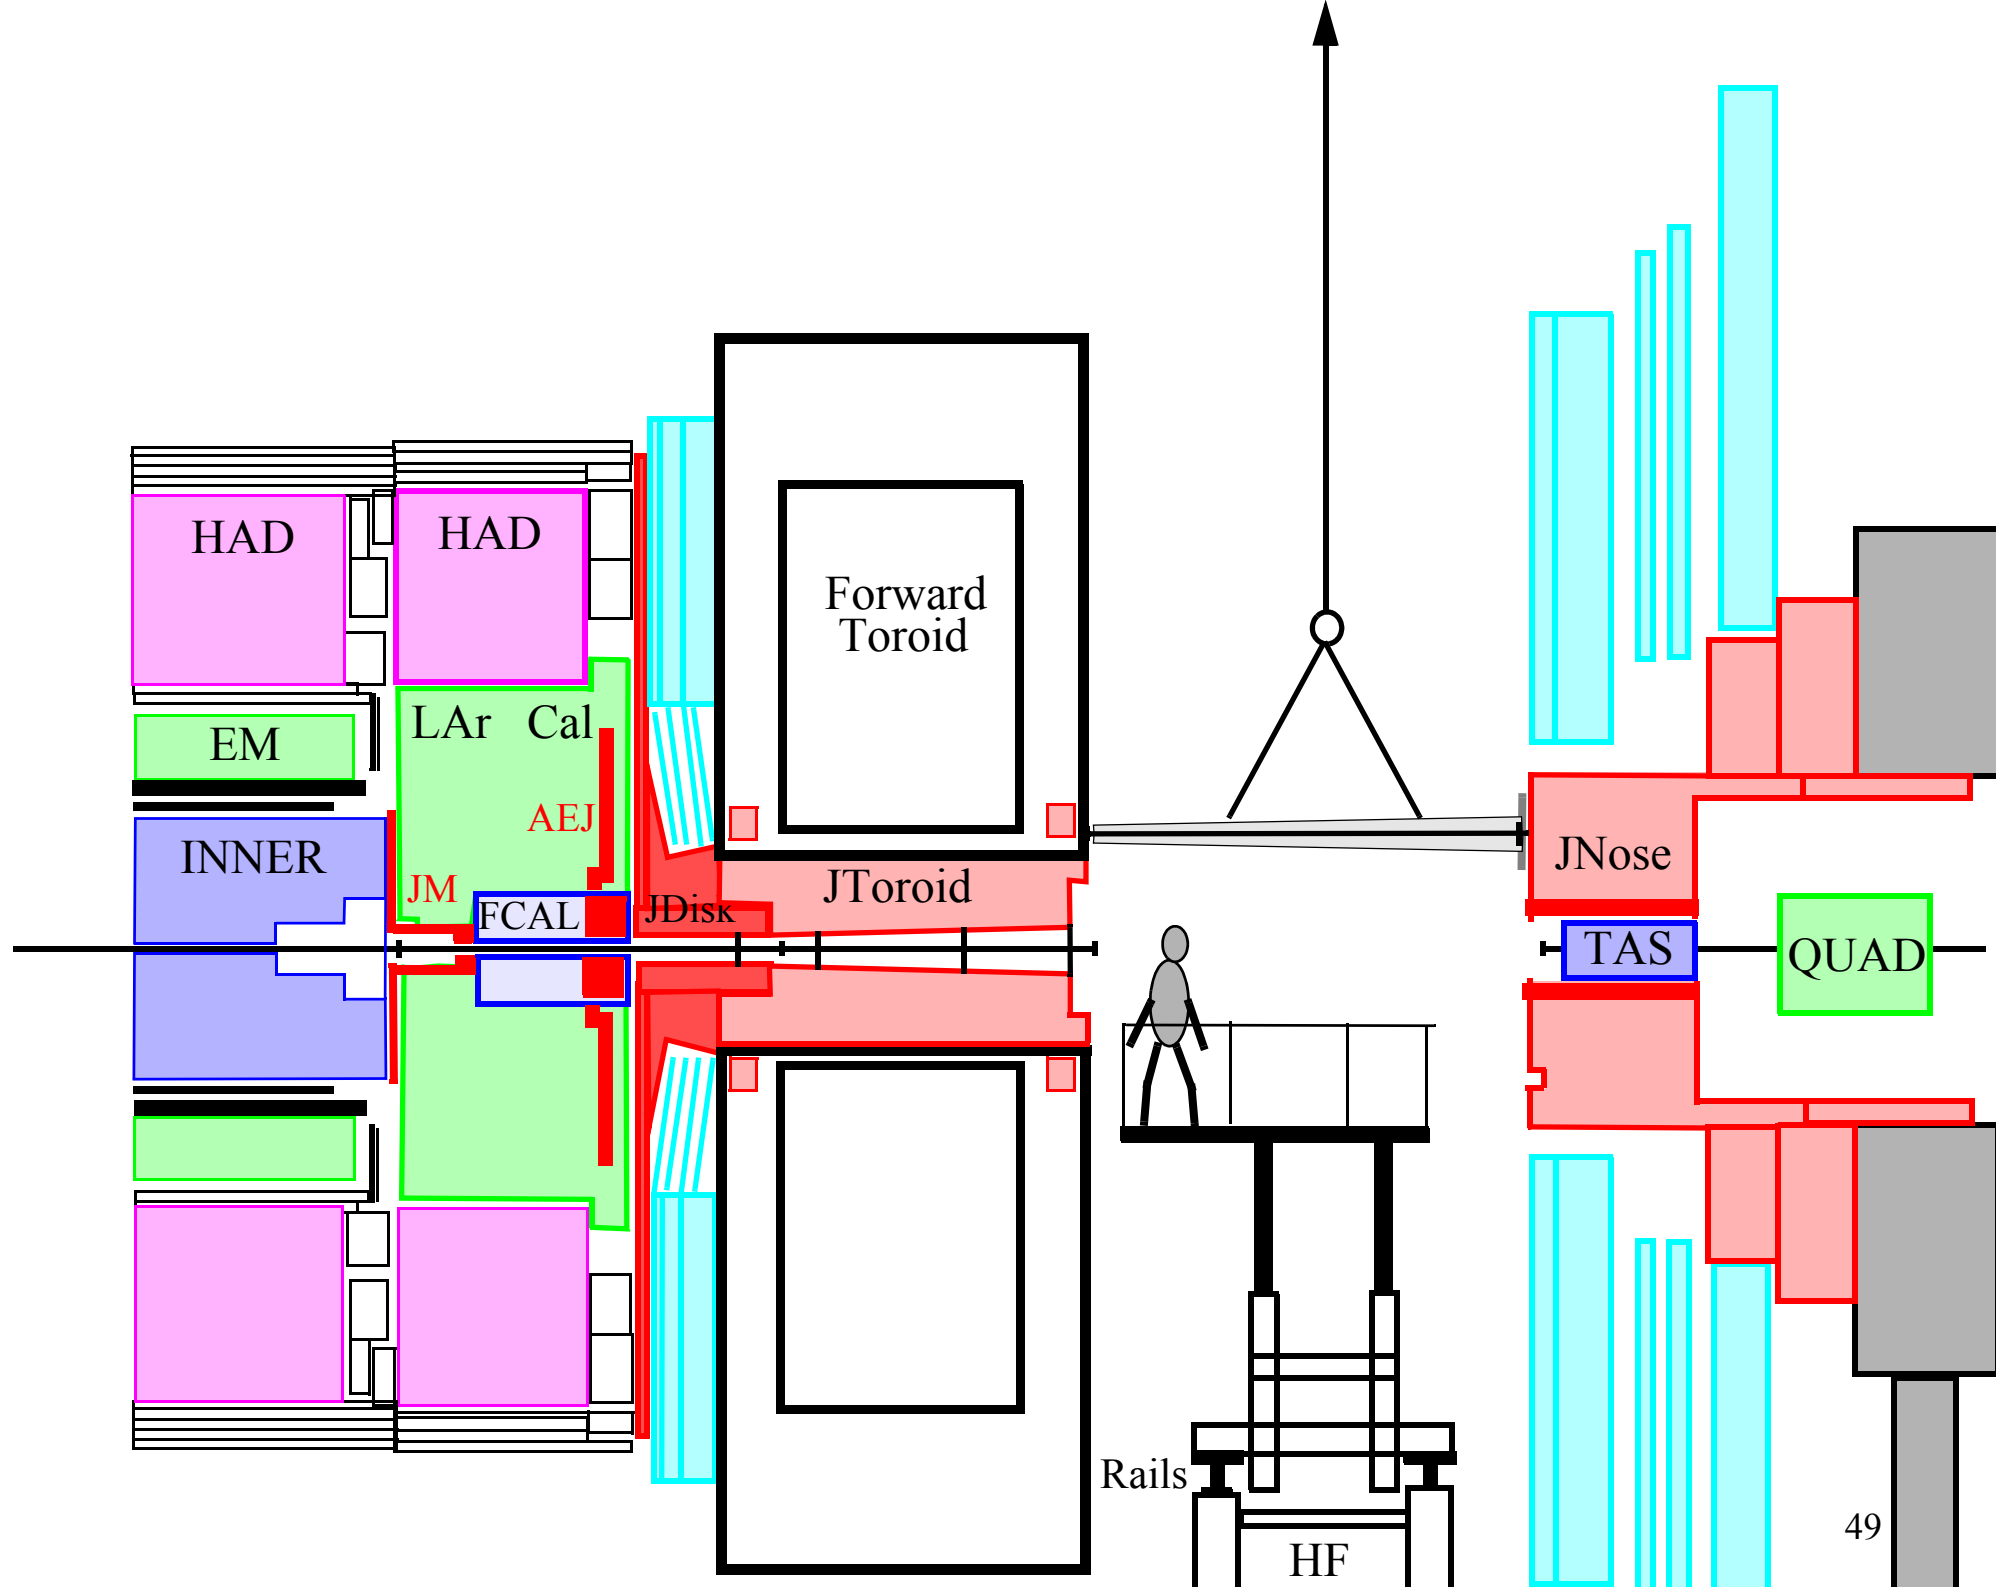 HAD
HAD
Forward
Toroid
LAr Cal
EM
AEJ
INNER
JM
FCAL
JDisk
JToroid
JNose
TAS
QUAD
Rails
HF
49